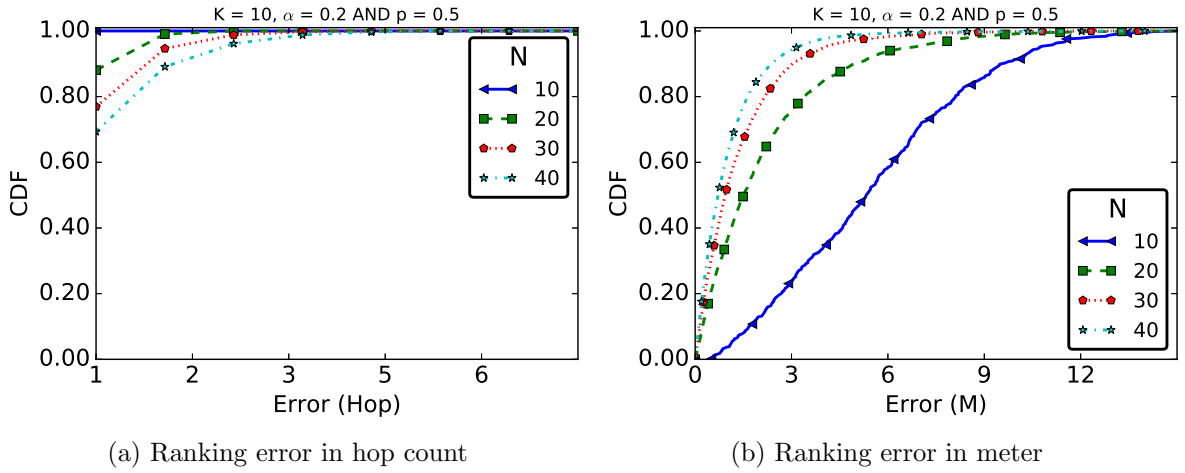 K = 10, α = 0.2 AND p = 0.5
1.00
0.80
0.60
0.40
0.20
0.00
CDF
1 2 3 4 5 6
Error (Hop)
N
10
20
30
40
(a) Ranking error in hop count
K = 10, α = 0.2 AND p = 0.5
1.00
0.80
0.60
0.40
0.20
0.00
CDF
0 3 6 9 12
Error (M)
N
10
20
30
40
(b) Ranking error in meter